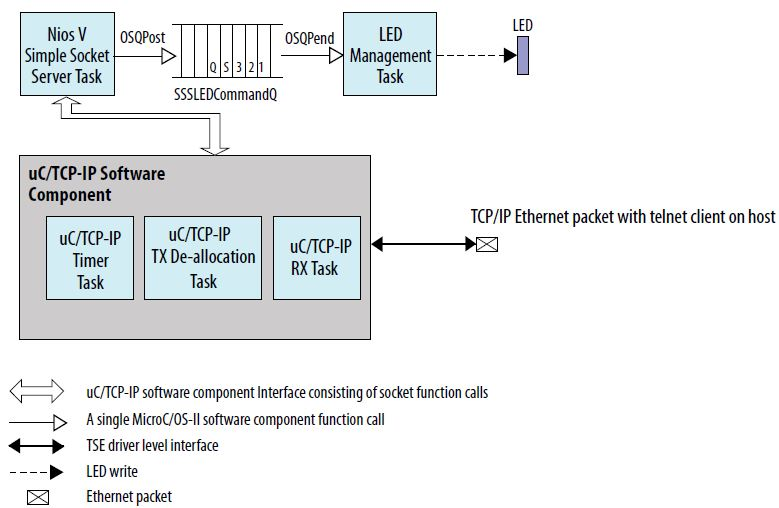 Nios V
Simple Socket
Server Task
OSQPost
Q S 3 2 1
SSSLEDCommandQ
OSQPend
LED
Management
Task
LED
uC/TCP-IP Software
Component
uC/TCP-IP
Timer
Task
uC/TCP-IP
TX De-allocation
Task
uC/TCP-IP
RX Task
TCP/IP Ethernet packet with telnet client on host
uC/TCP-IP software component Interface consisting of socket function calls
A single MicroC/OS-II software component function call
TSE driver level interface
LED write
Ethernet packet